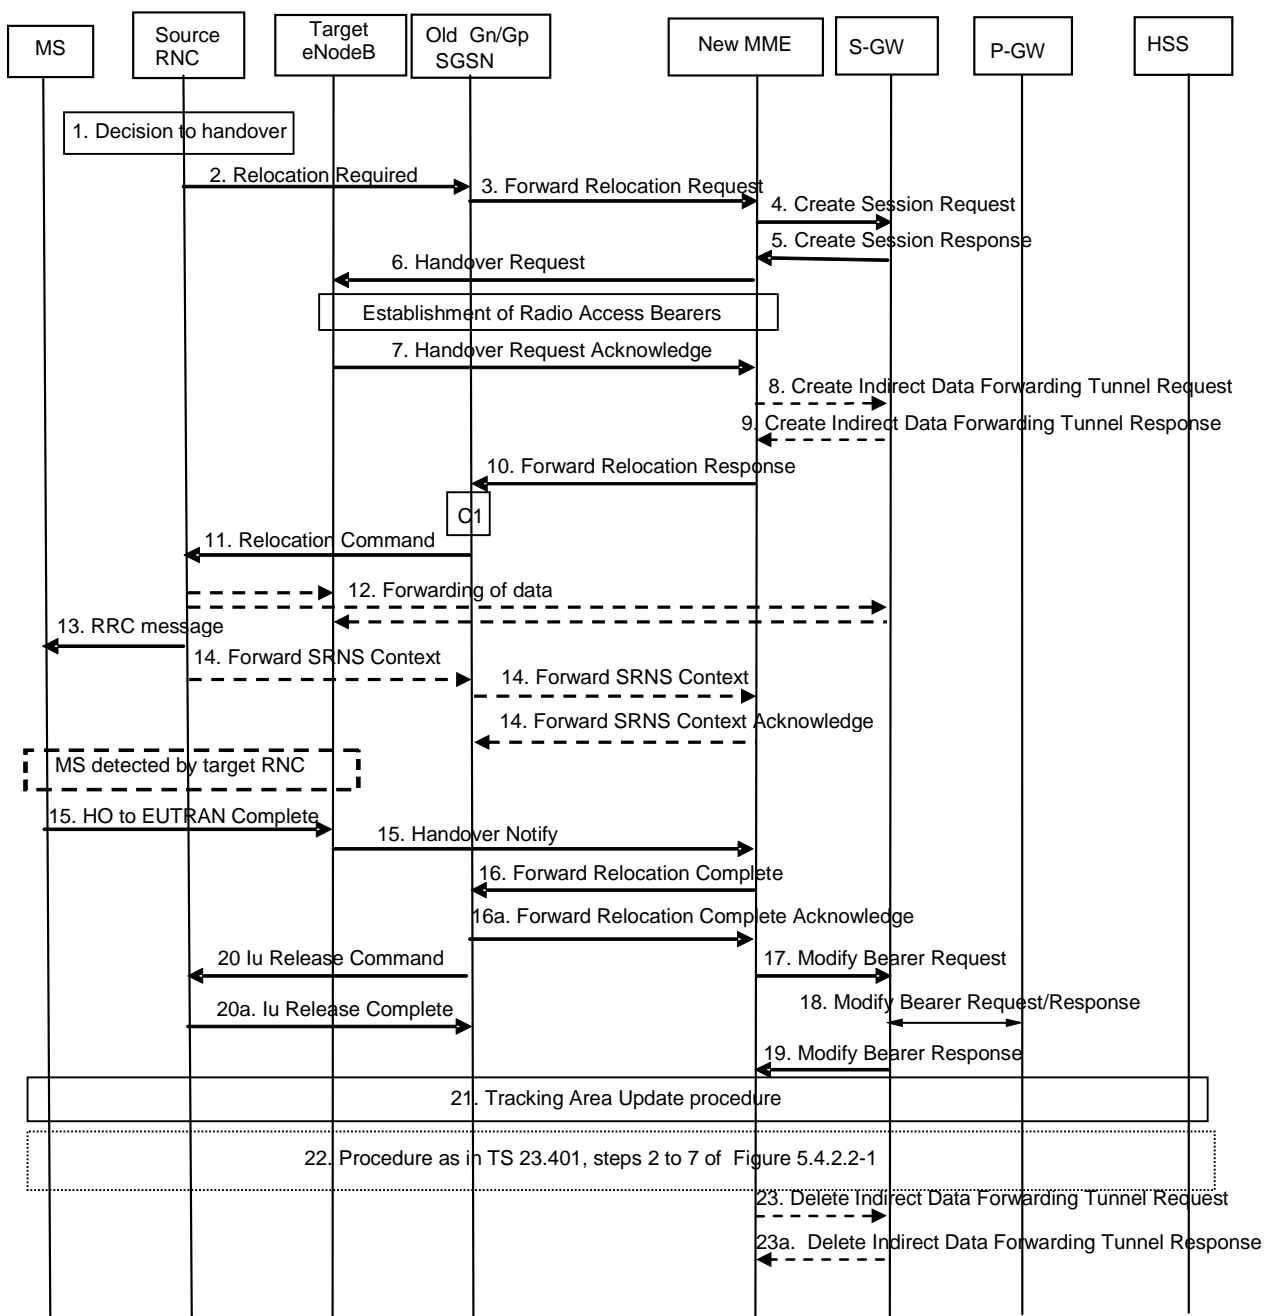 MS
Source
RNC
Target
eNodeB
Old Gn/Gp
SGSN
New MME
S-GW
P-GW
HSS
1. Decision to handover
2. Relocation Required
3. Forward Relocation Request
4. Create Session Request
5. Create Session Response
6. Handover Request
Establishment of Radio Access Bearers
7. Handover Request Acknowledge
8. Create Indirect Data Forwarding Tunnel Request
9. Create Indirect Data Forwarding Tunnel Response
10. Forward Relocation Response
C1
11. Relocation Command
12. Forwarding of data
13. RRC message
14. Forward SRNS Context
14. Forward SRNS Context
14. Forward SRNS Context Acknowledge
MS detected by target RNC
15. HO to EUTRAN Complete
15. Handover Notify
16. Forward Relocation Complete
16a. Forward Relocation Complete Acknowledge
20 Iu Release Command
17. Modify Bearer Request
20a. Iu Release Complete
18. Modify Bearer Request/Response
19. Modify Bearer Response
21. Tracking Area Update procedure
22. Procedure as in TS 23.401, steps 2 to 7 of Figure 5.4.2.2-1
23. Delete Indirect Data Forwarding Tunnel Request
23a. Delete Indirect Data Forwarding Tunnel Response